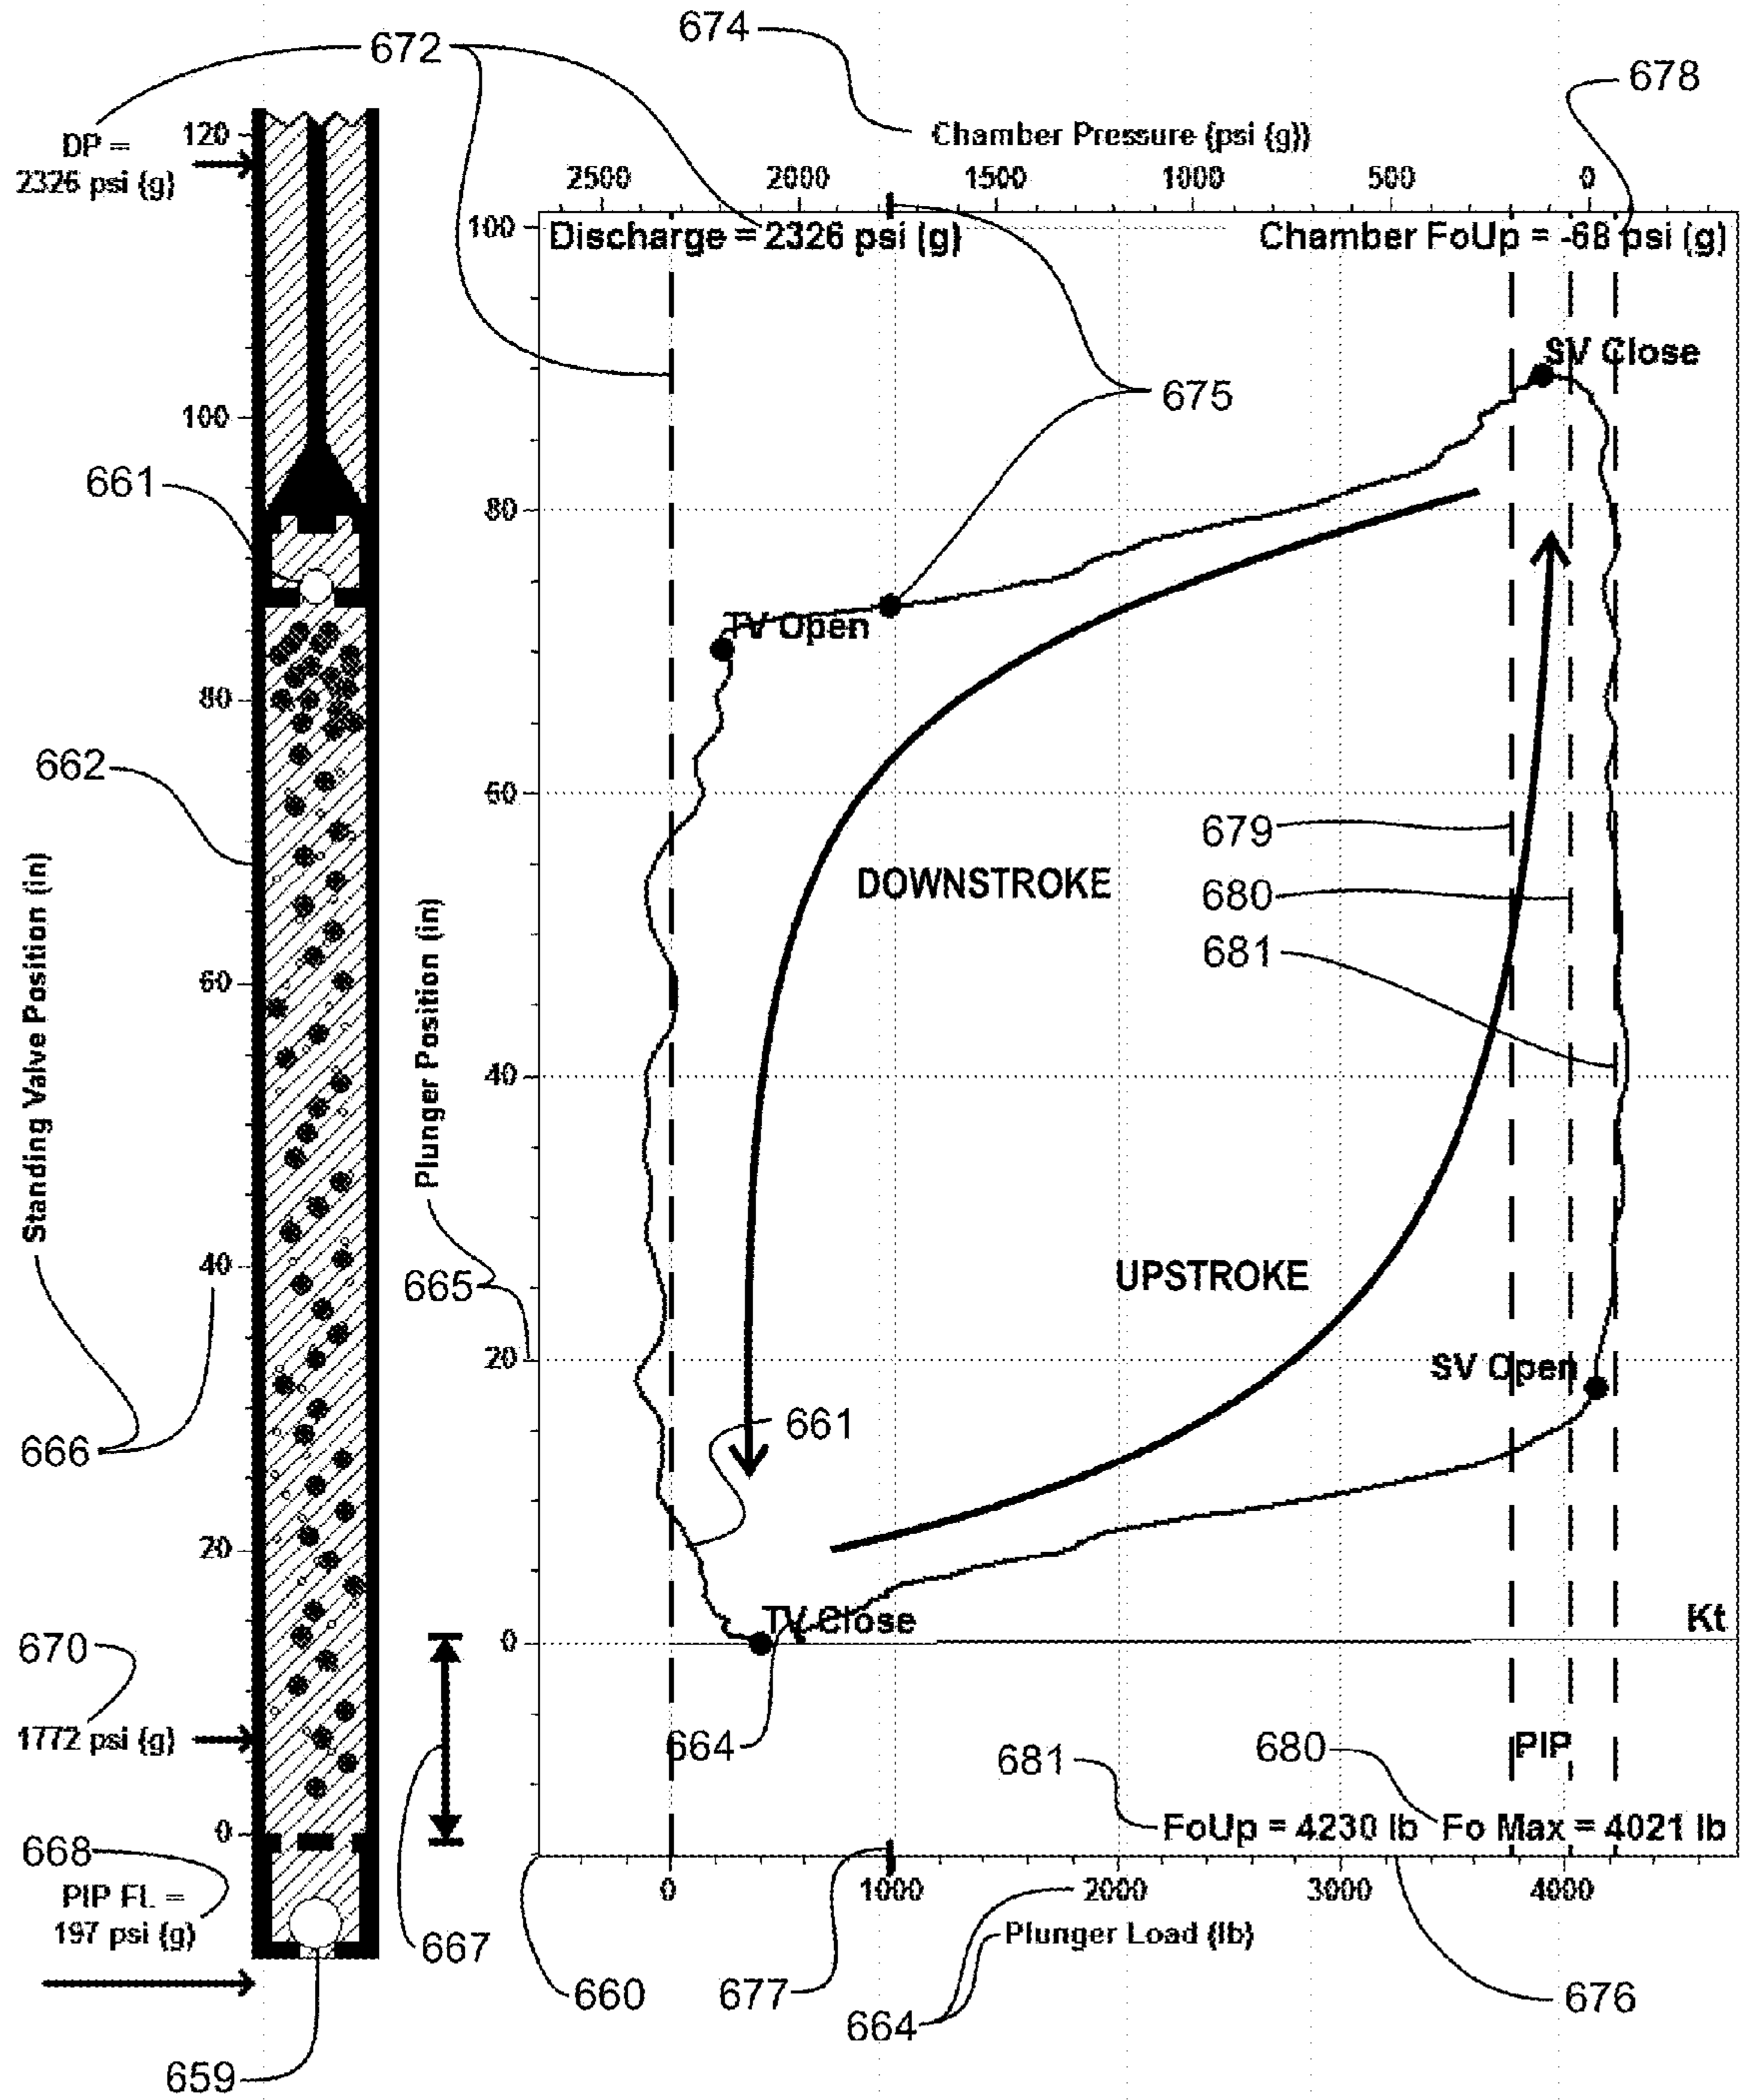 674
672
678
DP =
2326 psi (g)
120
Chamber Pressure (psi (g))
2500 2000 1500 1000 500 0
100
Discharge = 2326 psi (g)
Chamber FoUp = -68 psi (g)
SV Close
675
100
661
80
TV Open
80
662
60
679
DOWNSTROKE
680
681
60
Standing Valve Position (in)
Plunger Position (in)
40
40
UPSTROKE
665
20
SV Open
661
666
20
TV Close
Kt
0
670
1772 psi (g)
664
681
680
PIP
0
FoUp = 4230 lb
Fo Max = 4021 lb
668
PIP FL =
197 psi (g)
0 1000 2000 3000 4000
Plunger Load (lb)
667
660
677
664
676
659
Kt